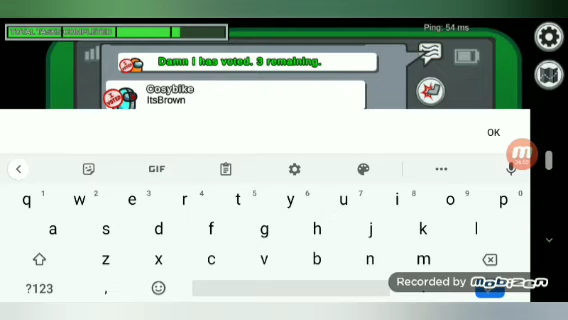 TOTAL TASKS COMPLETED
Ping: 54 ms
Damn I has voted. 3 remaining.
I VOTED
Cosybike
ItsBrown
OK
GIF
q 1 w 2 e 3 r 4 t 5 y 6 u 7 i 8 o 9 p 0
a s d f g h j k l
z x c v b n m
?123 , .
Recorded by Mobizen